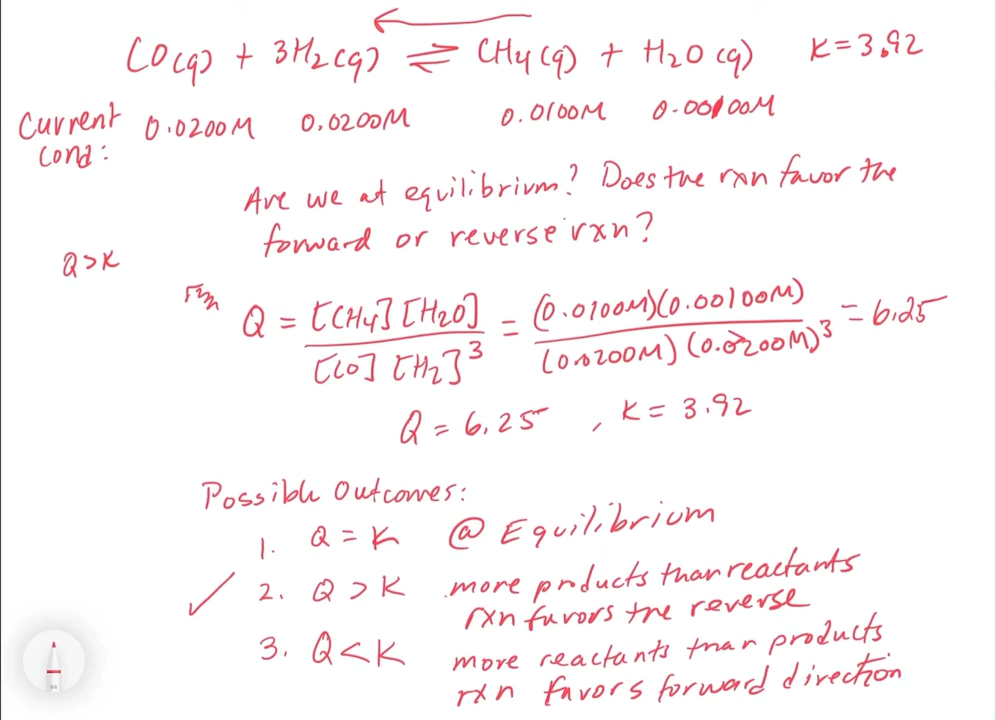 CO(g) + 3H2(g) ⇌ CH4(g) + H2O(g) K=3.92
Current 0.0200M 0.0200M 0.0100M 0.00100M
Cond:
Are we at equilibrium? Does the rxn favor the
forward or reverse rxn?
Q>K
Q = [CH4][H2O] / [CO][H2]^3 = (0.0100M)(0.00100M) / (0.0200M)(0.0200M)^3 = 6.25
Q = 6.25 , K = 3.92
Possible Outcomes:
1. Q = K @ Equilibrium
2. Q > K more products than reactants
rxn favors the reverse
3. Q < K more reactants than products
rxn favors forward direction